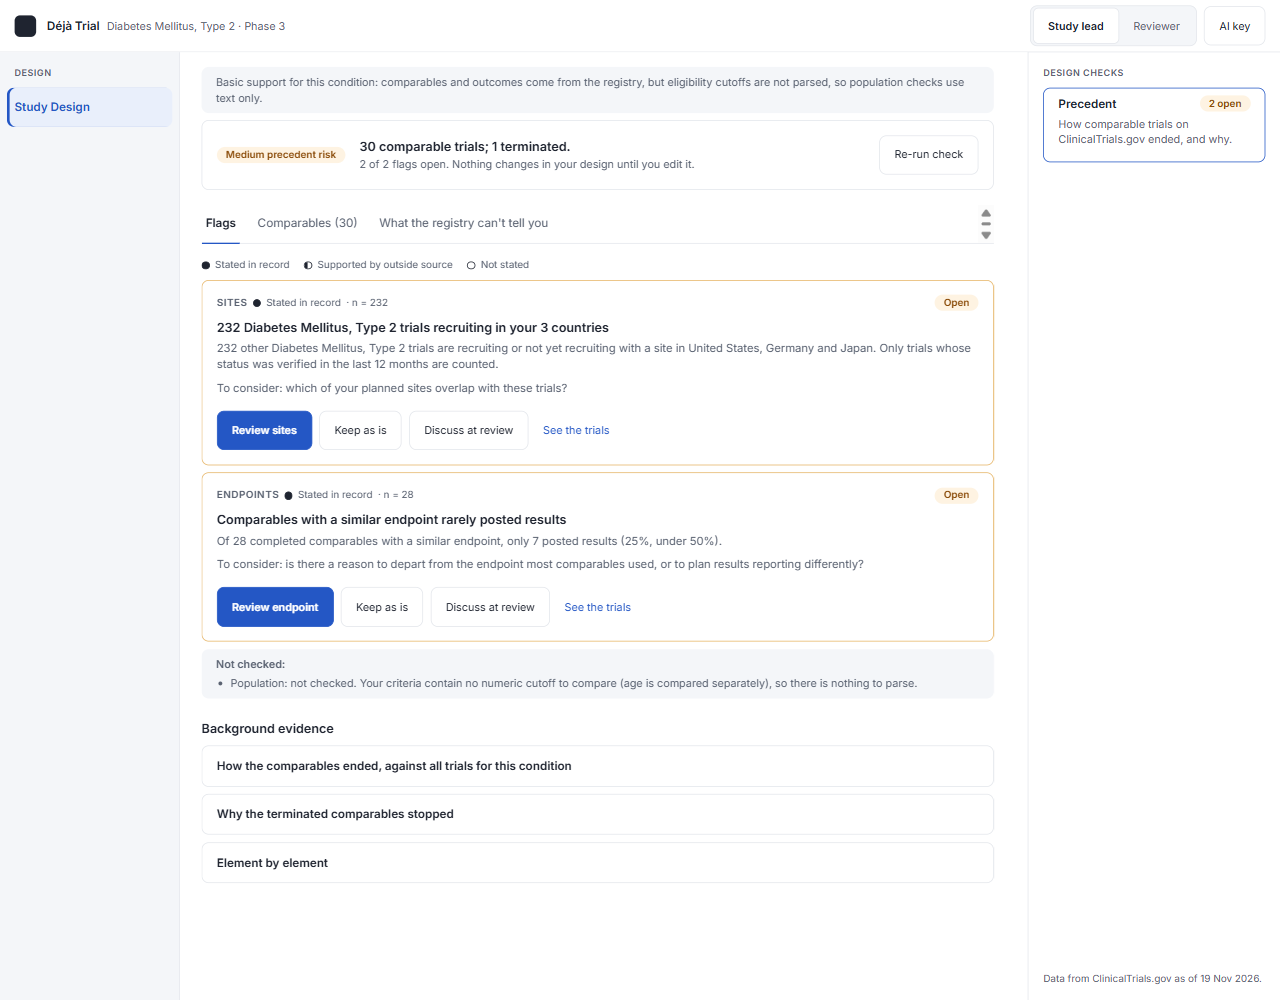 Déjà Trial Diabetes Mellitus, Type 2 · Phase 3
Study lead
Reviewer
AI key
DESIGN
Study Design
Basic support for this condition: comparables and outcomes come from the registry, but eligibility cutoffs are not parsed, so population checks use
text only.
Medium precedent risk
30 comparable trials; 1 terminated.
2 of 2 flags open. Nothing changes in your design until you edit it.
Re-run check
Flags
Comparables (30)
What the registry can't tell you
Stated in record
Supported by outside source
Not stated
SITES Stated in record · n = 232
Open
232 Diabetes Mellitus, Type 2 trials recruiting in your 3 countries
232 other Diabetes Mellitus, Type 2 trials are recruiting or not yet recruiting with a site in United States, Germany and Japan. Only trials whose
status was verified in the last 12 months are counted.
To consider: which of your planned sites overlap with these trials?
Review sites
Keep as is
Discuss at review
See the trials
ENDPOINTS Stated in record · n = 28
Open
Comparables with a similar endpoint rarely posted results
Of 28 completed comparables with a similar endpoint, only 7 posted results (25%, under 50%).
To consider: is there a reason to depart from the endpoint most comparables used, or to plan results reporting differently?
Review endpoint
Keep as is
Discuss at review
See the trials
Not checked:
• Population: not checked. Your criteria contain no numeric cutoff to compare (age is compared separately), so there is nothing to parse.
Background evidence
How the comparables ended, against all trials for this condition
Why the terminated comparables stopped
Element by element
DESIGN CHECKS
Precedent
2 open
How comparable trials on
ClinicalTrials.gov ended, and why.
Data from ClinicalTrials.gov as of 19 Nov 2026.